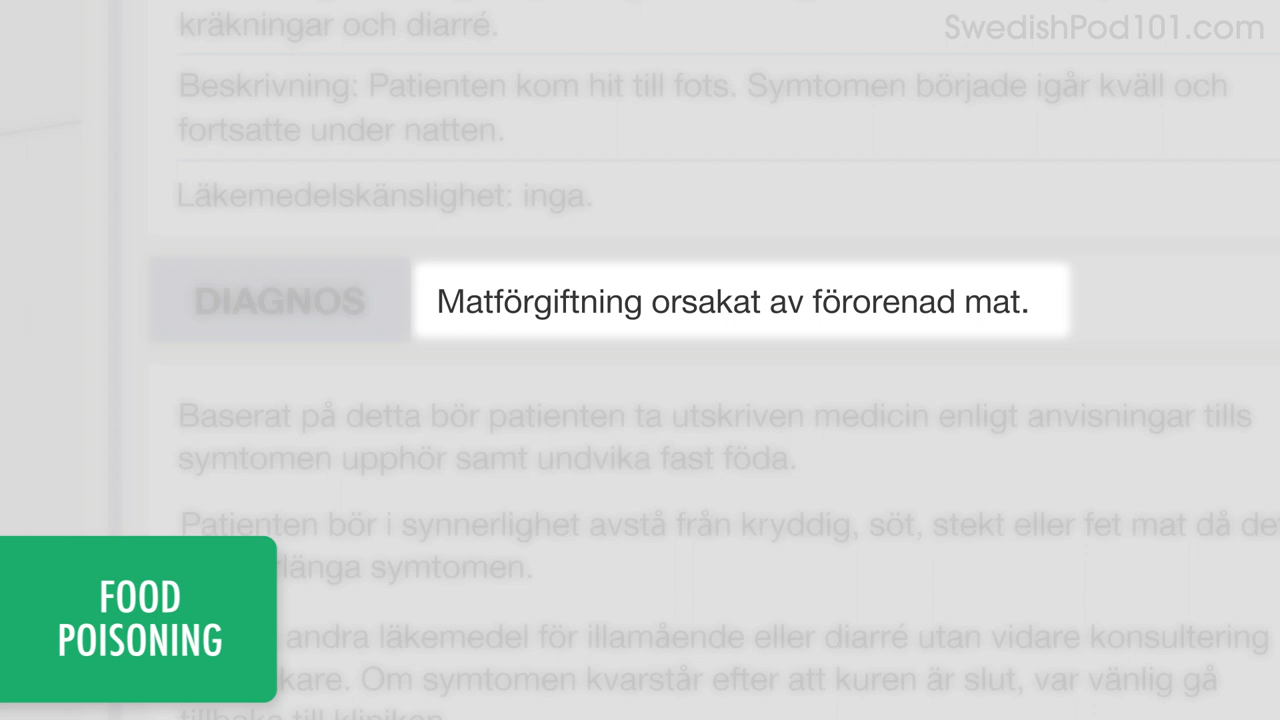 SwedishPod101.com
kräkningar och diarré.
Beskrivning: Patienten kom hit till fots. Symtomen började igår kväll och
fortsatte under natten.
Läkemedelskänslighet: inga.
DIAGNOS Matförgiftning orsakat av förorenad mat.
Baserat på detta bör patienten ta utskriven medicin enligt anvisningar tills
symtomen upphör samt undvika fast föda.
Patienten bör i synnerlighet avstå från kryddig, söt, stekt eller fet mat då
symtomen.
andra läkemedel för illamående eller diarré utan vidare konsultering
Om symtomen kvarstår efter att kuren är slut, var vänlig gå
tillbaka till kliniken.
FOOD
POISONING